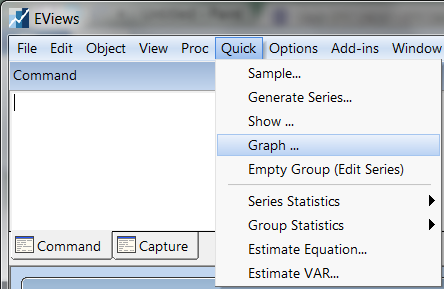 EViews
File Edit Object View Proc Quick Options Add-ins Window
Command
Sample...
Generate Series...
Show ...
Graph ...
Empty Group (Edit Series)
Series Statistics
Group Statistics
Estimate Equation...
Estimate VAR...
Command Capture